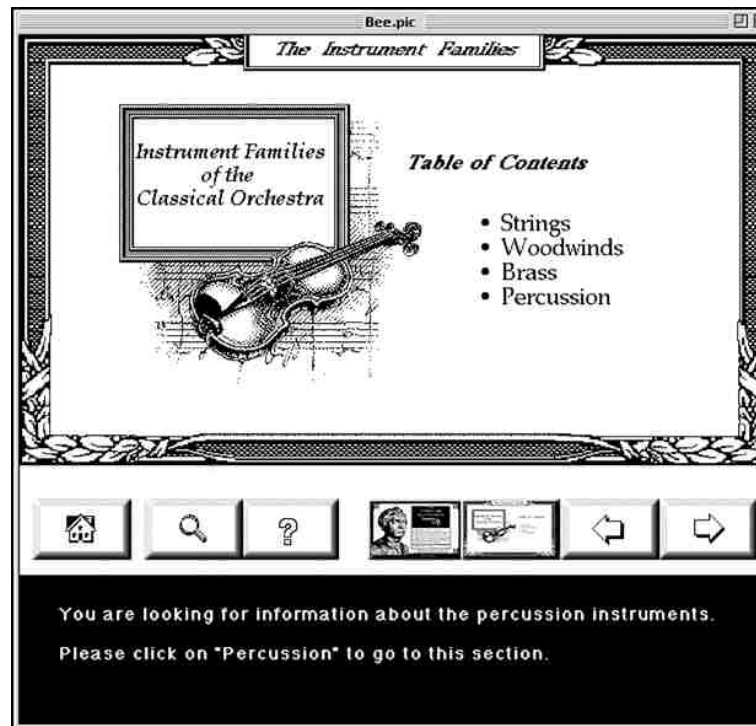 Bee.pic
The Instrument Families
Instrument Families
of the
Classical Orchestra
Table of Contents
• Strings
• Woodwinds
• Brass
• Percussion
?
You are looking for information about the percussion instruments.
Please click on "Percussion" to go to this section.